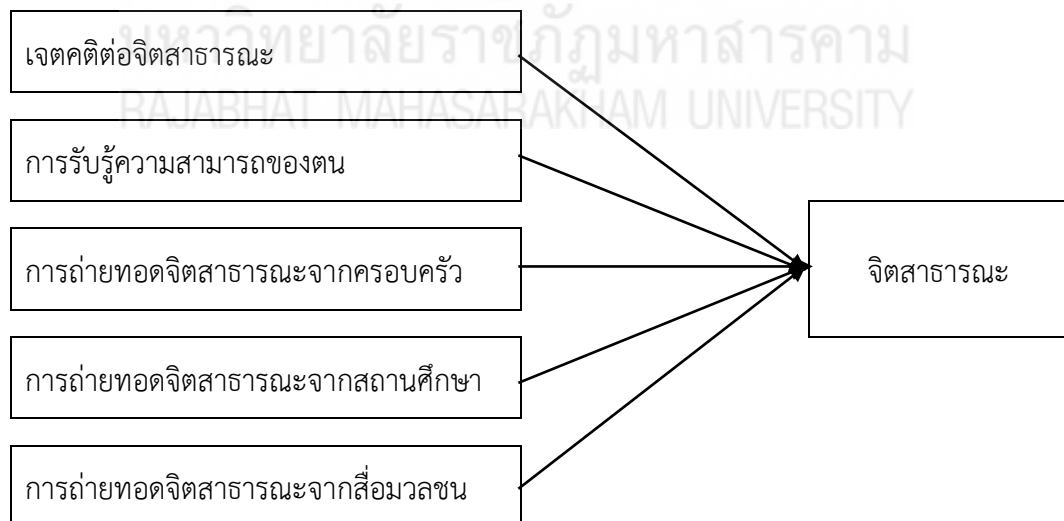 มหาวิทยาลัยราชภัฏมหาสารคาม
RAJABHAT MAHASARAKHAM UNIVERSITY
เจตคติต่อจิตสาธารณะ
การรับรู้ความสามารถของตน
การถ่ายทอดจิตสาธารณะจากครอบครัว
การถ่ายทอดจิตสาธารณะจากสถานศึกษา
การถ่ายทอดจิตสาธารณะจากสื่อมวลชน
จิตสาธารณะ